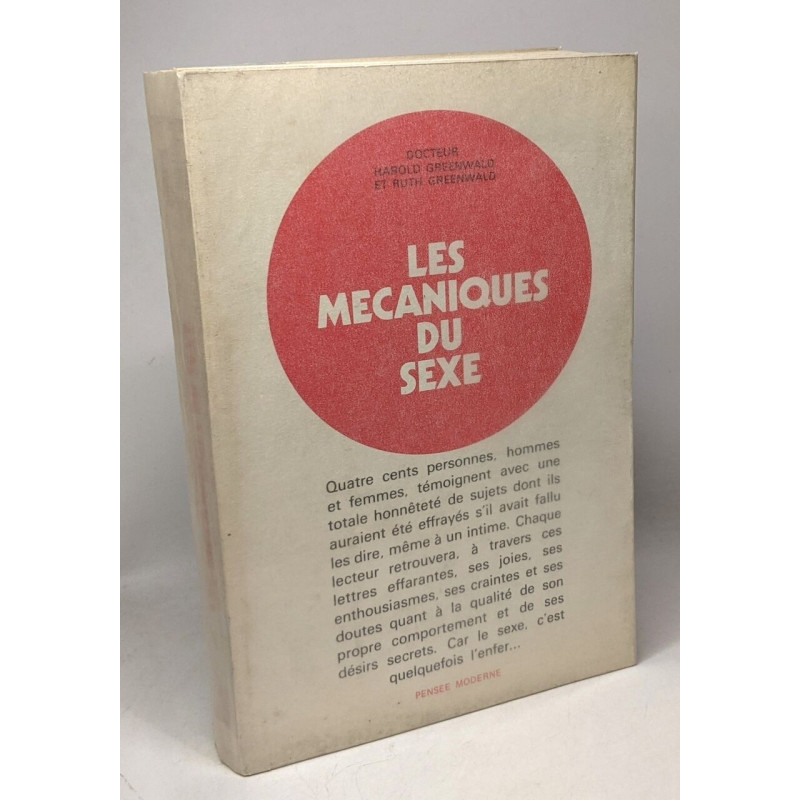 DOCTEUR
HAROLD GREENWALD
ET RUTH GREENWALD
LES
MECANIQUES
DU
SEXE
Quatre cents personnes, hommes
et femmes, témoignent avec une
totale honnêteté de sujets dont ils
auraient été effrayés s'il avait fallu
les dire, même à un intime. Chaque
lecteur retrouvera, à travers ces
lettres effarantes, ses joies, ses
enthousiasmes, ses craintes et ses
doutes quant à la qualité de son
propre comportement et de ses
désirs secrets. Car le sexe, c'est
quelquefois l'enfer...
PENSEE MODERNE